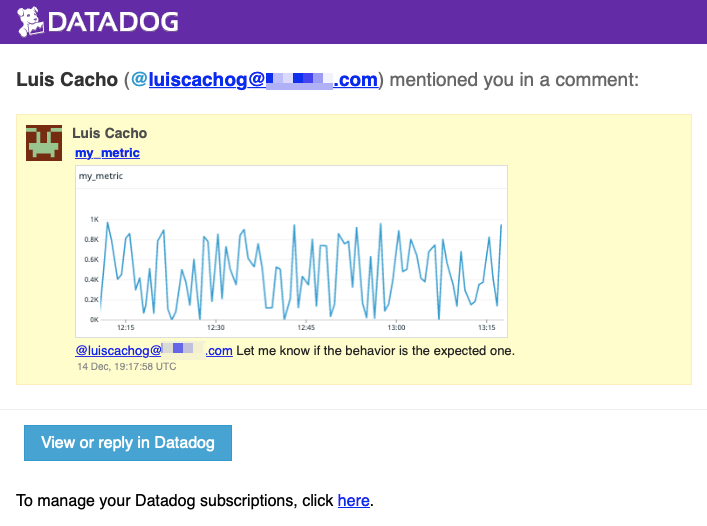 DATADOG
Luis Cacho (@luiscachog@ .com) mentioned you in a comment:
Luis Cacho
my_metric
my_metric
1K
0.8K
0.6K
0.4K
0.2K
0K
12:15 12:30 12:45 13:00 13:15
@luiscachog@ .com Let me know if the behavior is the expected one.
14 Dec, 19:17:58 UTC
View or reply in Datadog
To manage your Datadog subscriptions, click here.